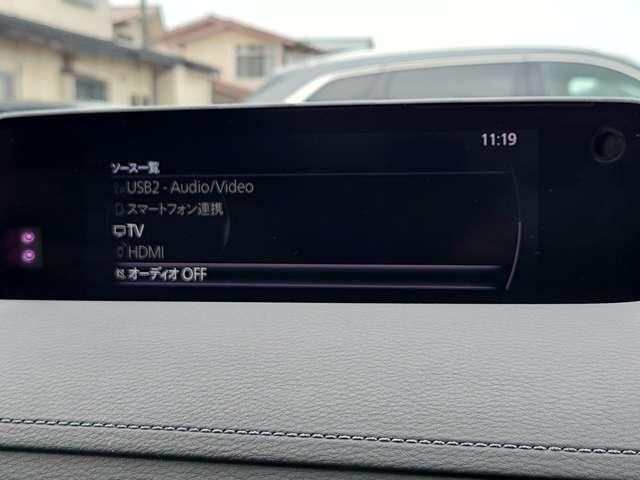 11:19
ソース一覧
USB2 - Audio/Video
スマートフォン連携
TV
HDMI
オーディオ OFF